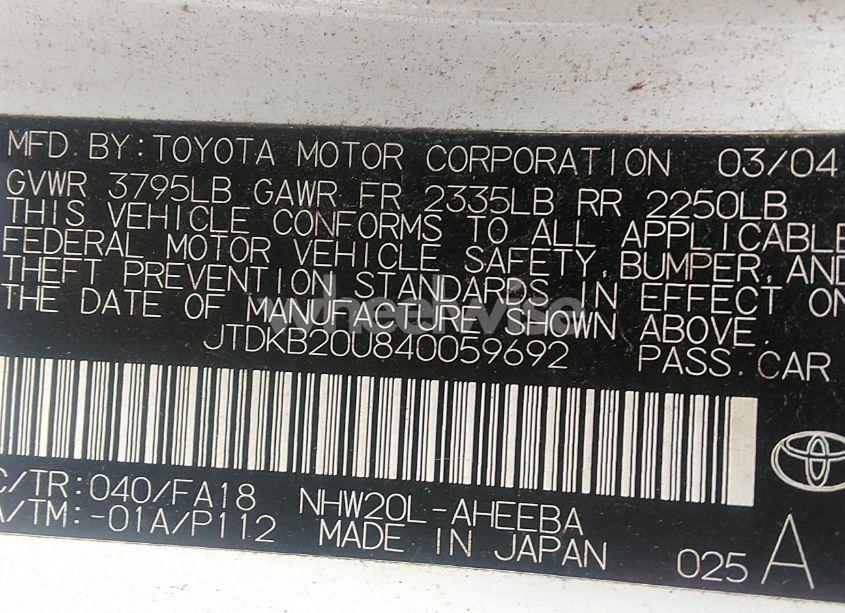 MFD. BY: TOYOTA MOTOR CORPORATION 03/04
GVWR 3795LB GAWR FR 2335LB RR 2250LB
THIS VEHICLE CONFORMS TO ALL APPLICABLE
FEDERAL MOTOR VEHICLE SAFETY, BUMPER, AND
THEFT PREVENTION STANDARDS IN EFFECT ON
THE DATE OF MANUFACTURE SHOWN ABOVE.
JTDKB20U840059692 PASS. CAR
C/TR: 040/FA18 NHW20L-AHEEBA
A/TM: -01A/P112 MADE IN JAPAN 025 A